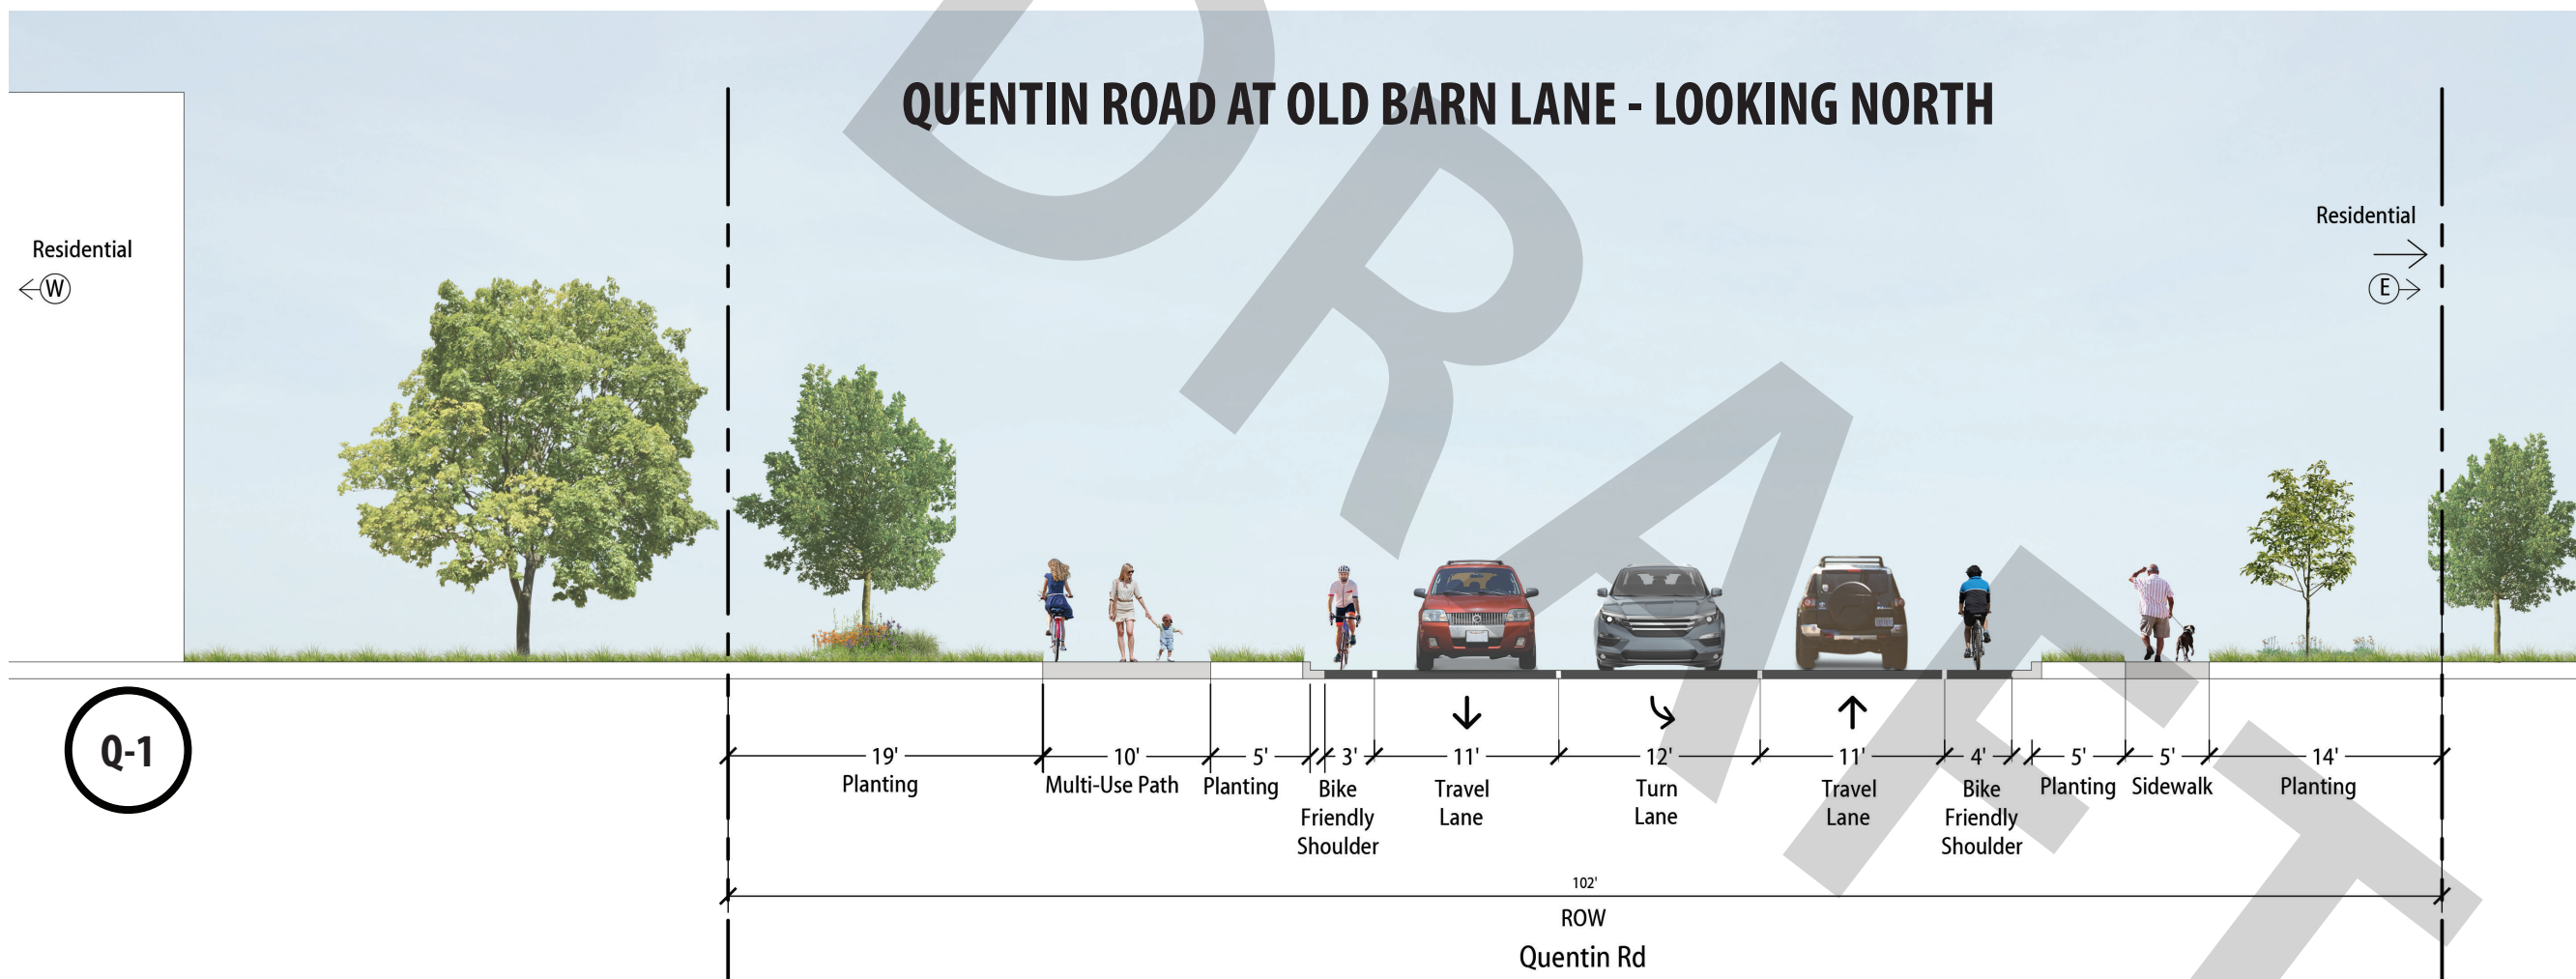 QUENTIN ROAD AT OLD BARN LANE - LOOKING NORTH
Residential
W
Residential
E
DRAFT
Q-1
19'
Planting
10'
Multi-Use Path
5'
Planting
3'
Bike
Friendly
Shoulder
11'
Travel
Lane
12'
Turn
Lane
11'
Travel
Lane
4'
Bike
Friendly
Shoulder
5'
Planting
5'
Sidewalk
14'
Planting
102'
ROW
Quentin Rd